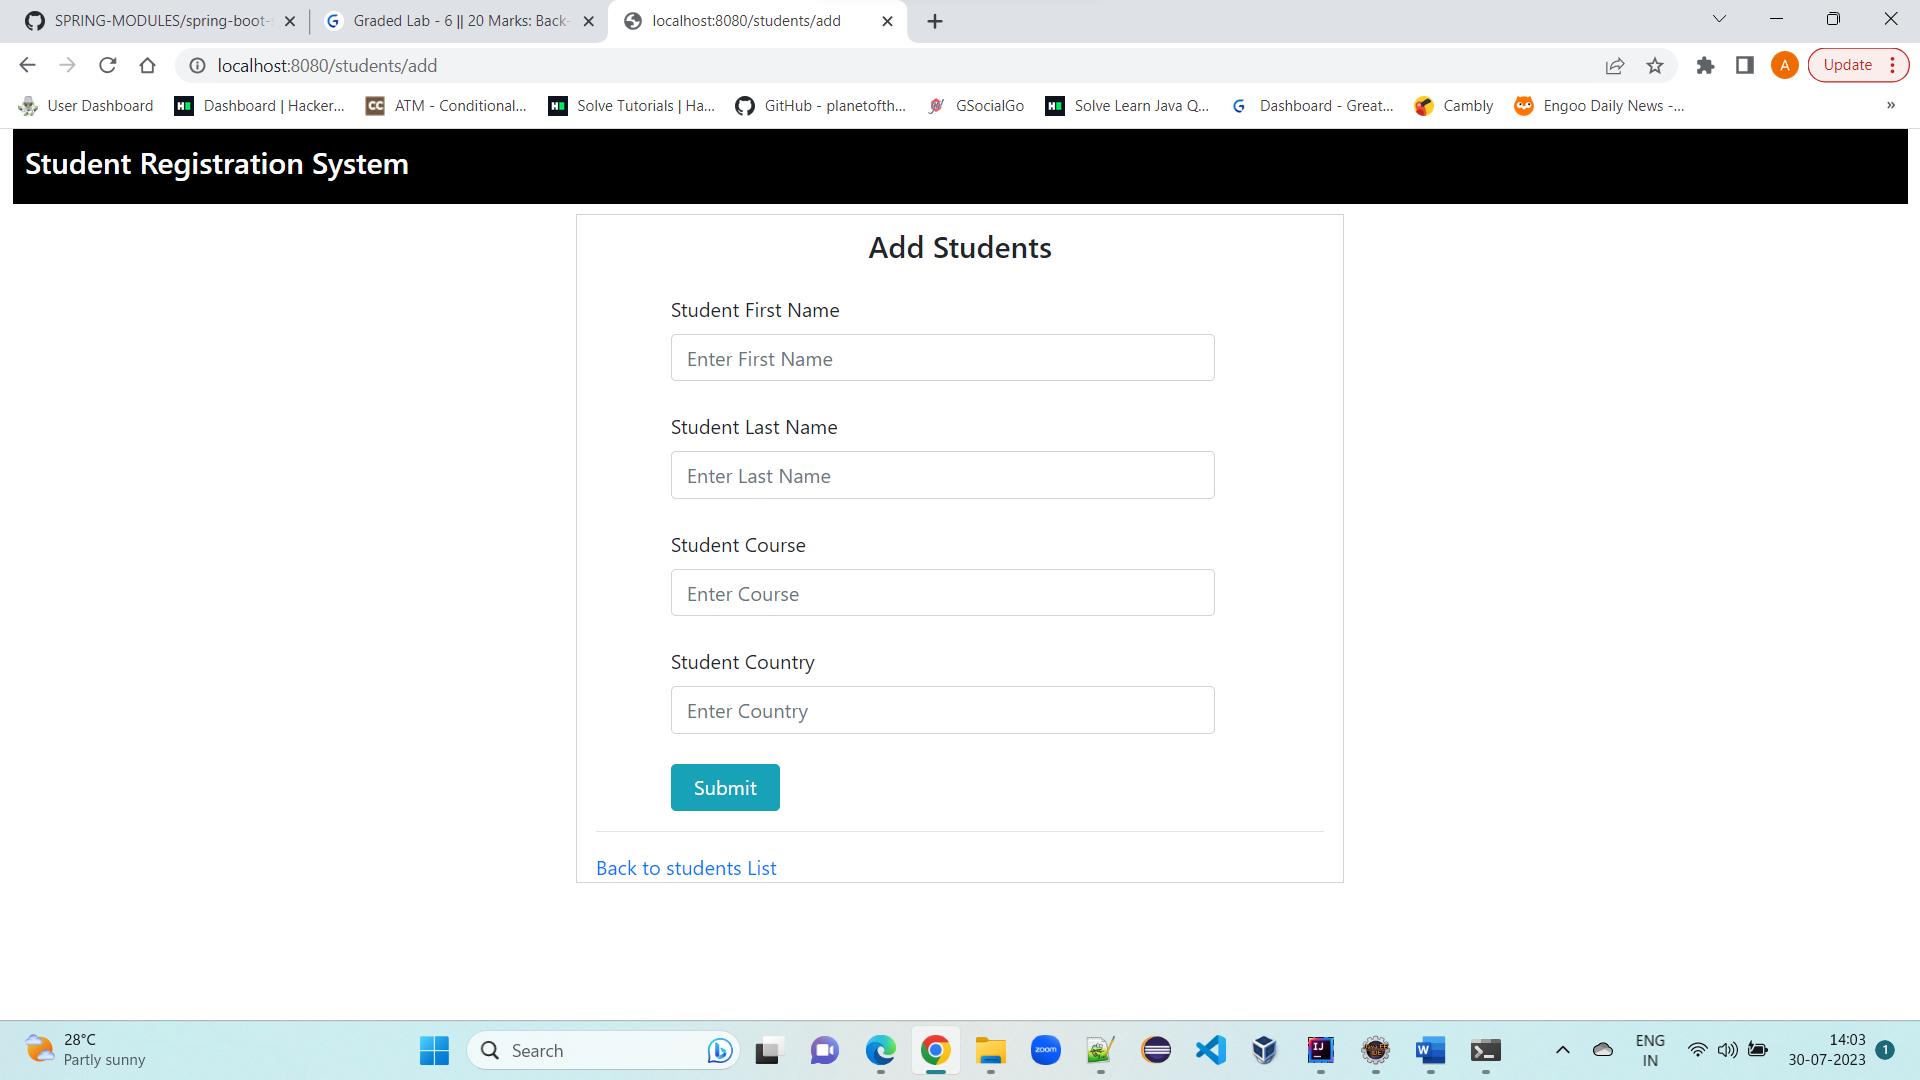 SPRING-MODULES/spring-boot-s
Graded Lab - 6 || 20 Marks: Back-
localhost:8080/students/add
localhost:8080/students/add
A
Update
User Dashboard
Dashboard | Hacker...
CC
ATM - Conditional...
Solve Tutorials | Ha...
GitHub - planetofth...
GSocialGo
Solve Learn Java Q...
Dashboard - Great...
Cambly
Engoo Daily News -...
»
Student Registration System
Add Students
Student First Name
Enter First Name
Student Last Name
Enter Last Name
Student Course
Enter Course
Student Country
Enter Country
Submit
Back to students List
28°C
Partly sunny
Search
zoom
IJ
W
ENG
IN
14:03
30-07-2023
1